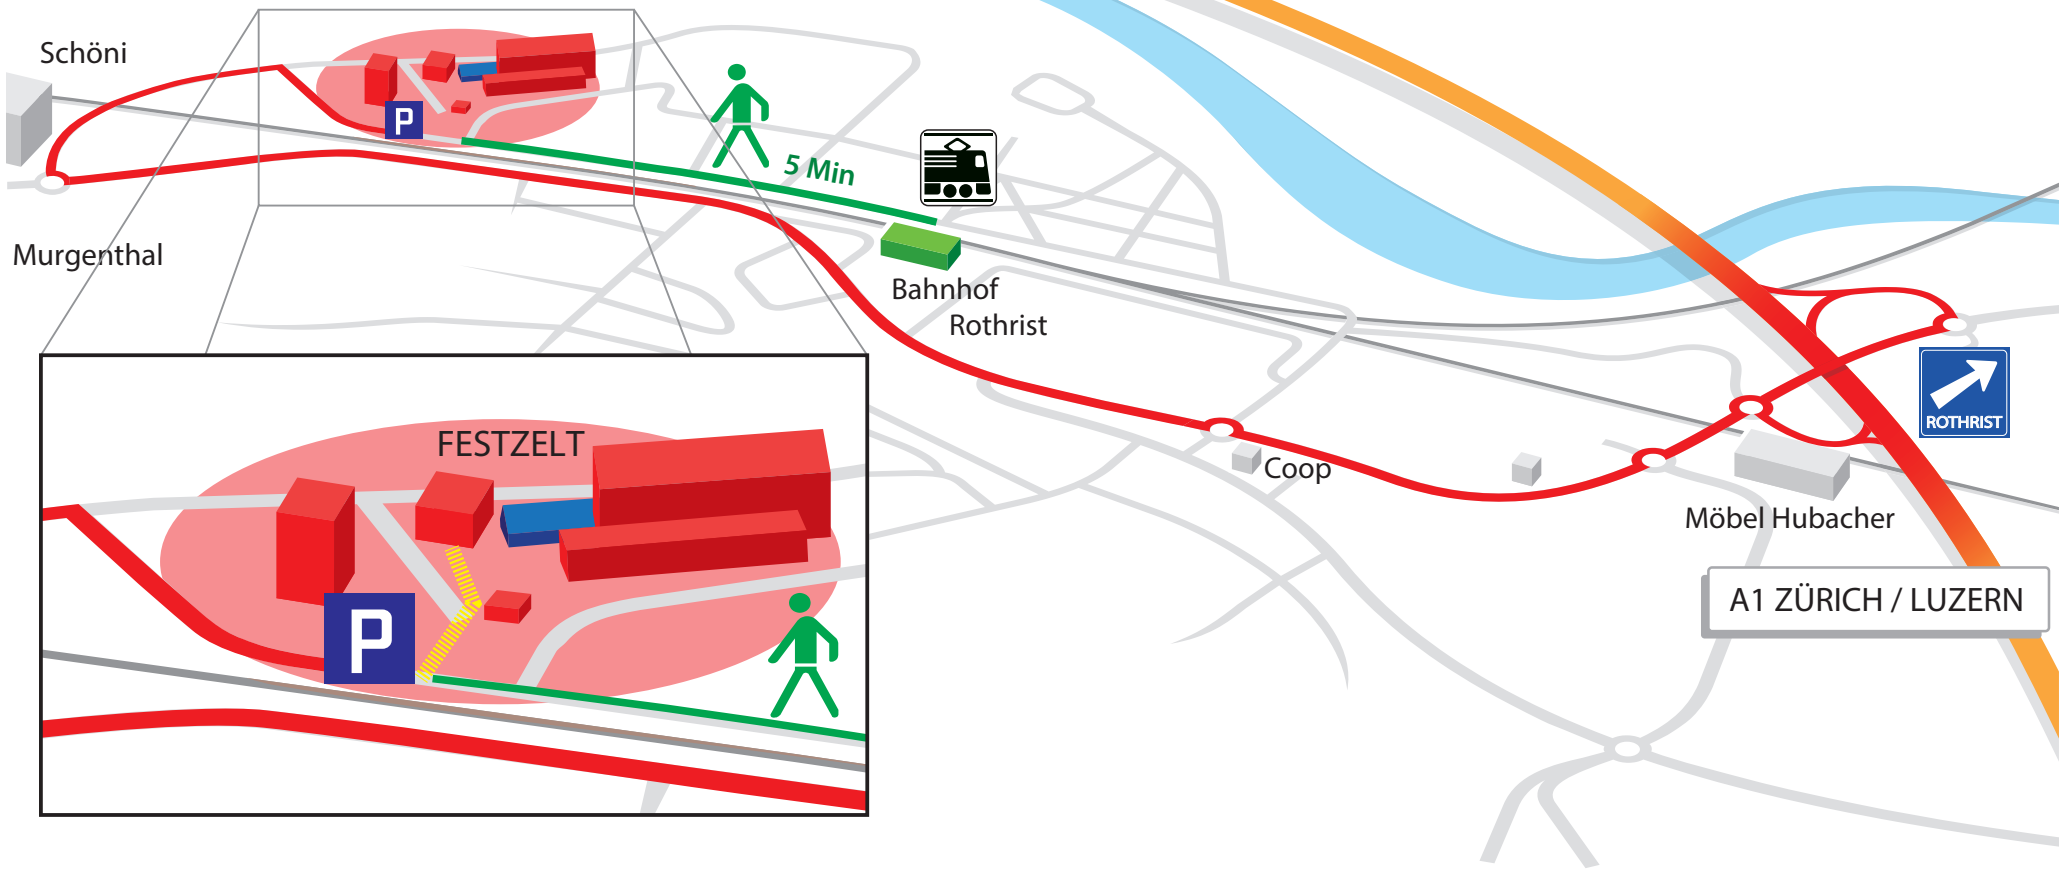 Schöni
P
5 Min
Murgenthal
Bahnhof
Rothrist
ROTHRIST
FESTZELT
Coop
Möbel Hubacher
A1 ZÜRICH / LUZERN
P